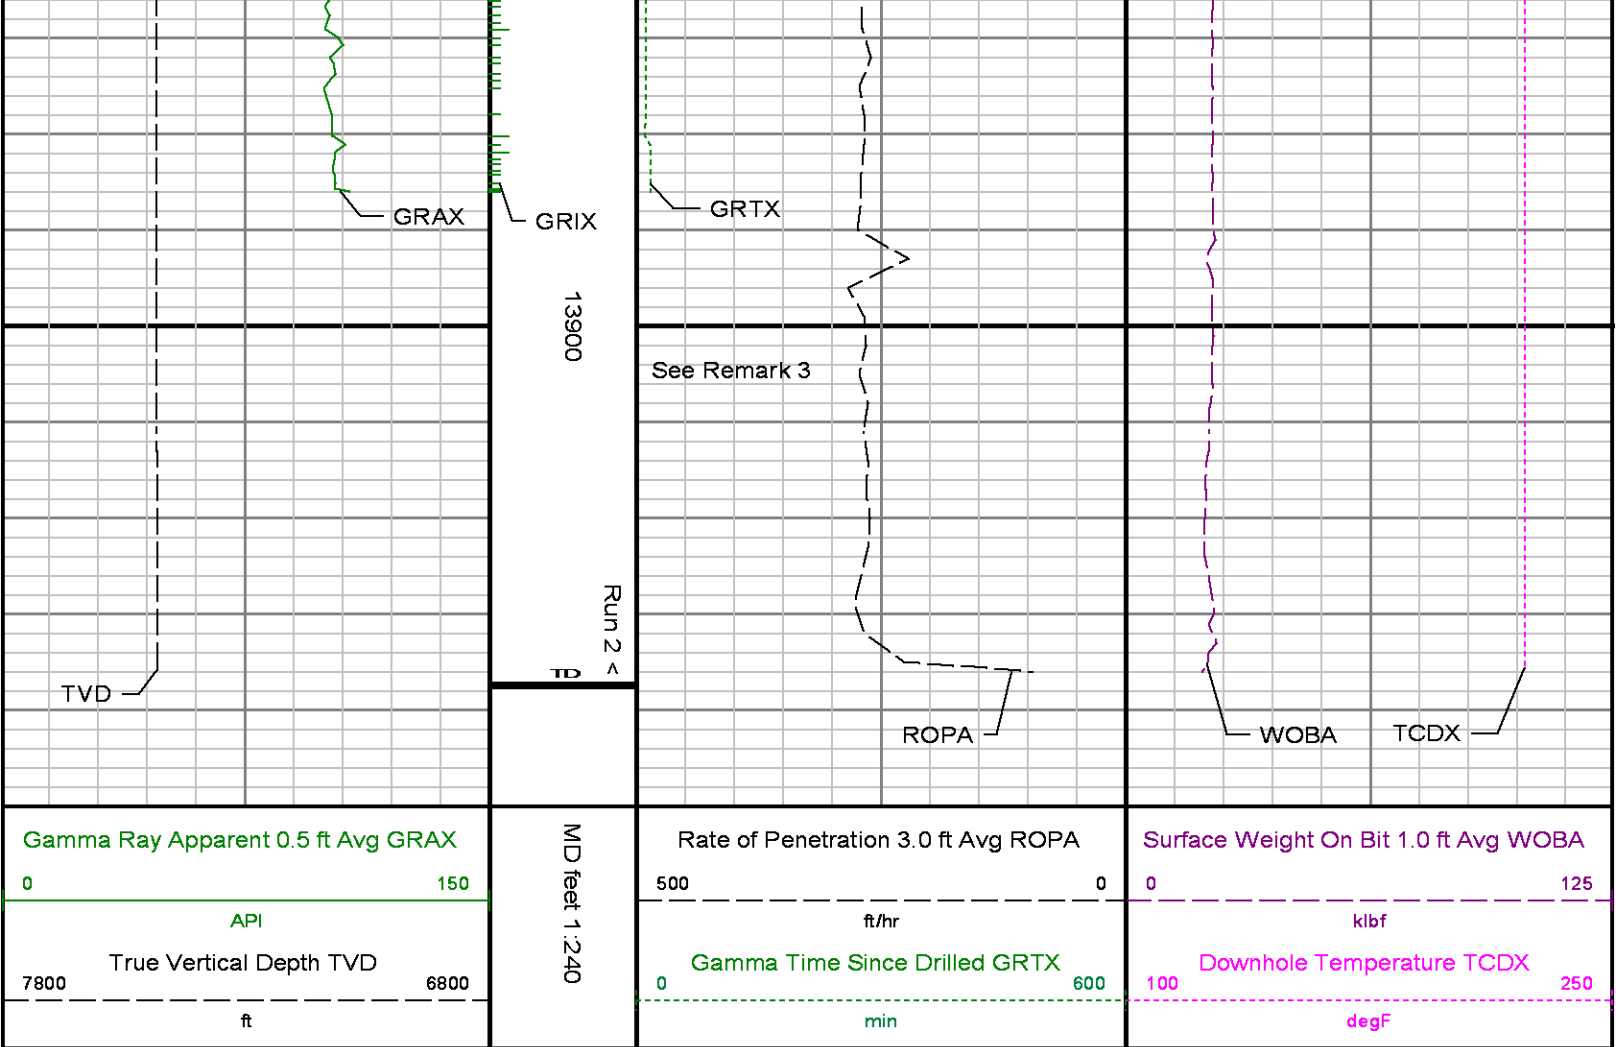 GRAX
GRIX
GRTX
13900
See Remark 3
Run 2 <
TD
TVD
ROPA
WOBA
TCDX
Gamma Ray Apparent 0.5 ft Avg GRAX
0 150
API
True Vertical Depth TVD
7800 6800
ft
MD feet 1:240
Rate of Penetration 3.0 ft Avg ROPA
500 0
ft/hr
Gamma Time Since Drilled GRTX
0 600
min
Surface Weight On Bit 1.0 ft Avg WOBA
0 125
klbf
Downhole Temperature TCDX
100 250
degF